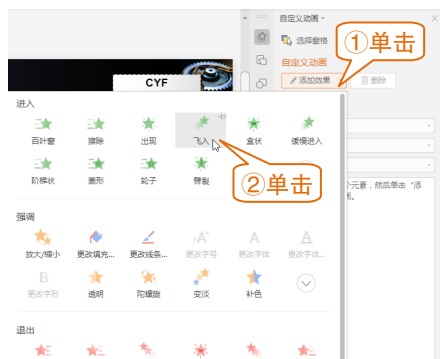 自定义动画
选择窗格
①单击
自定义动画
添加效果
删除
CYF
进入
百叶窗 擦除 出现 飞入 盒状 缓慢进入
阶梯状 菱形 轮子 劈裂
②单击
个元素，然后单击“添
强调
放大/缩小 更改填充... 更改线条... 更改字号 更改字体 更改字体...
更改字形 透明 陀螺旋 变淡 补色
退出